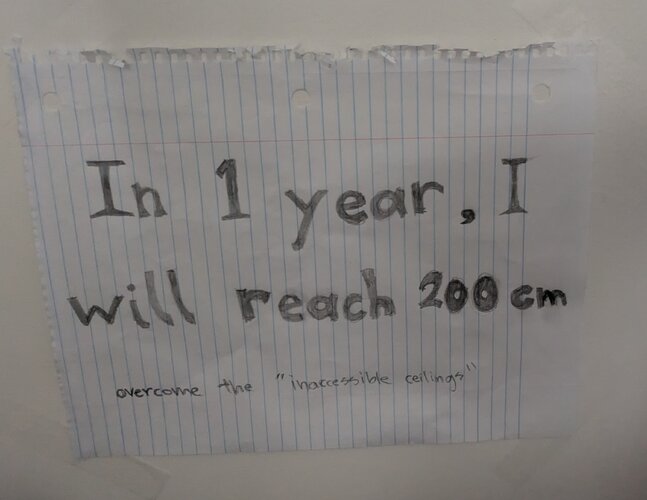 In 1 year, I
will reach 200 cm
overcome the "inaccessible ceilings"